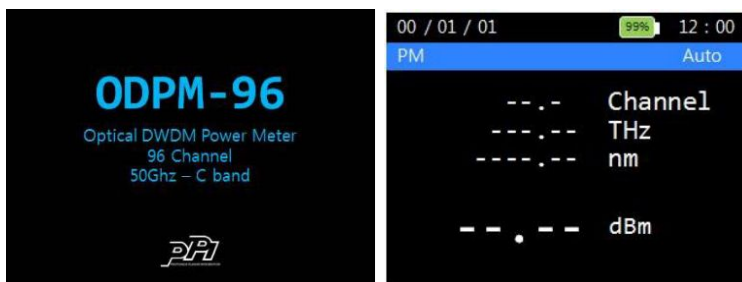 ODPM-96
Optical DWDM Power Meter
96 Channel
50Ghz – C band
PPI
00 / 01 / 01 99% 12 : 00
PM Auto
--.- Channel
---.-- THz
----.-- nm
--.-- dBm